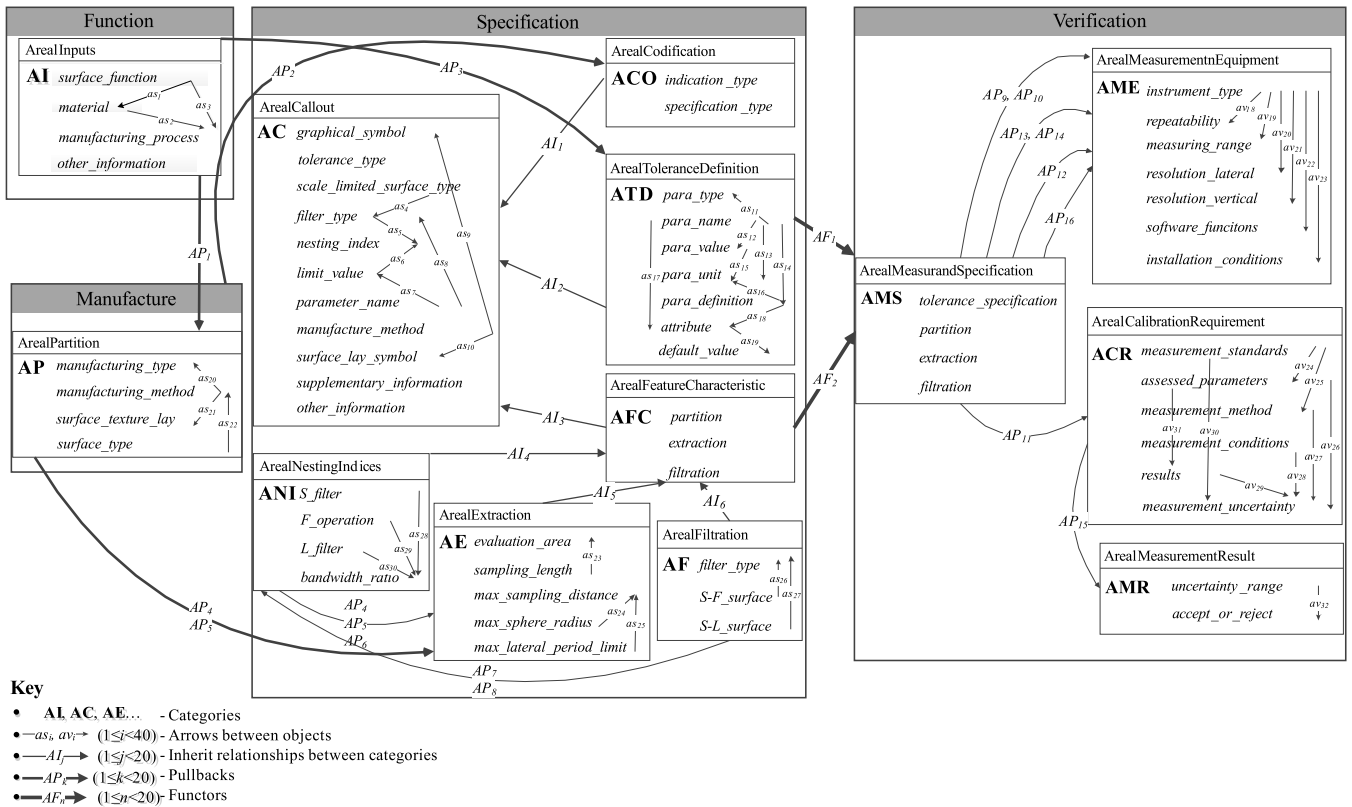 Function
ArealInputs
AI surface_function
as1
material
as3
as2
manufacturing_process
other_information
AP1
AP2
AP3
Manufacture
ArealPartition
AP manufacturing_type
as20
manufacturing_method
as21
surface_texture_lay
as22
surface_type
AP4
AP5
Specification
ArealCallout
AC graphical_symbol
tolerance_type
scale_limited_surface_type
as4
filter_type
as5
as9
nesting_index
as6
as8
limit_value
as7
parameter_name
manufacture_method
as10
surface_lay_symbol
supplementary_information
other_information
ArealCodification
ACO indication_type
specification_type
AI1
ArealToleranceDefinition
ATD para_type
as11
para_name
as12
para_value
as13
as15
as14
as17
para_unit
as16
para_definition
as18
attribute
as19
default_value
AI2
ArealFeatureCharacteristic
AFC partition
extraction
filtration
AI3
AI4
AI5
AI6
ArealNestingIndices
ANI S_filter
F_operation
as28
L_filter
as29
as30
bandwidth_ratio
AP4
AP5
AP6
ArealExtraction
AE evaluation_area
as23
sampling_length
max_sampling_distance
as24
max_sphere_radius
as25
max_lateral_period_limit
ArealFiltration
AF filter_type
as26
S-F_surface
as27
S-L_surface
AP7
AP8
AF1
AF2
Verification
ArealMeasurandSpecification
AMS tolerance_specification
partition
extraction
filtration
AP9, AP10
AP13, AP14
AP12
AP16
AP11
AP15
ArealMeasurementnEquipment
AME instrument_type
av18
repeatability
av19
av20
measuring_range
av21
av22
resolution_lateral
av23
resolution_vertical
software_funcitons
installation_conditions
ArealCalibrationRequirement
ACR measurement_standards
av24
assessed_parameters
av25
measurement_method
av31
av30
measurement_conditions
av26
av27
results
av28
av29
measurement_uncertainty
ArealMeasurementResult
AMR uncertainty_range
av32
accept_or_reject
Key
• AI, AC, AE… - Categories
• asi, avi (1≤i<40) - Arrows between objects
• AIj (1≤j<20) - Inherit relationships between categories
• APk (1≤k<20) - Pullbacks
• AFn (1≤n<20) - Functors